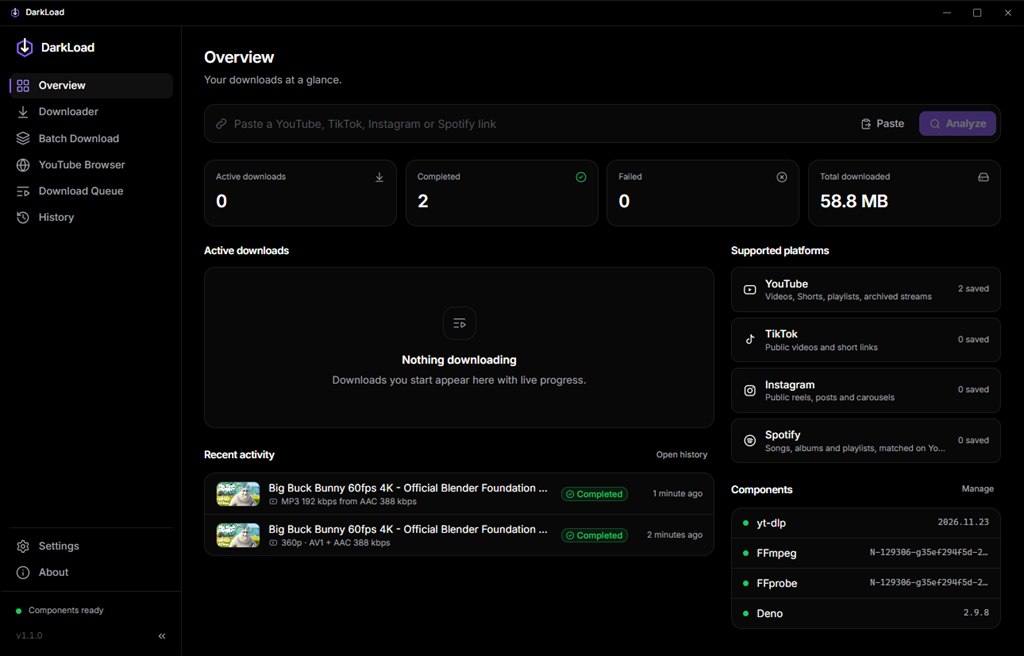 DarkLoad
DarkLoad
Overview
Downloader
Batch Download
YouTube Browser
Download Queue
History
Settings
About
Components ready
v1.1.0
Overview
Your downloads at a glance.
Paste a YouTube, TikTok, Instagram or Spotify link
Paste
Analyze
Active downloads
0
Completed
2
Failed
0
Total downloaded
58.8 MB
Active downloads
Nothing downloading
Downloads you start appear here with live progress.
Recent activity
Open history
Big Buck Bunny 60fps 4K - Official Blender Foundation ...
MP3 192 kbps from AAC 388 kbps
Completed
1 minute ago
Big Buck Bunny 60fps 4K - Official Blender Foundation ...
360p · AV1 + AAC 388 kbps
Completed
2 minutes ago
Supported platforms
YouTube
Videos, Shorts, playlists, archived streams
2 saved
TikTok
Public videos and short links
0 saved
Instagram
Public reels, posts and carousels
0 saved
Spotify
Songs, albums and playlists, matched on Yo...
0 saved
Components
Manage
yt-dlp
2026.11.23
FFmpeg
N-129306-g35ef294f5d-2…
FFprobe
N-129306-g35ef294f5d-2…
Deno
2.9.8